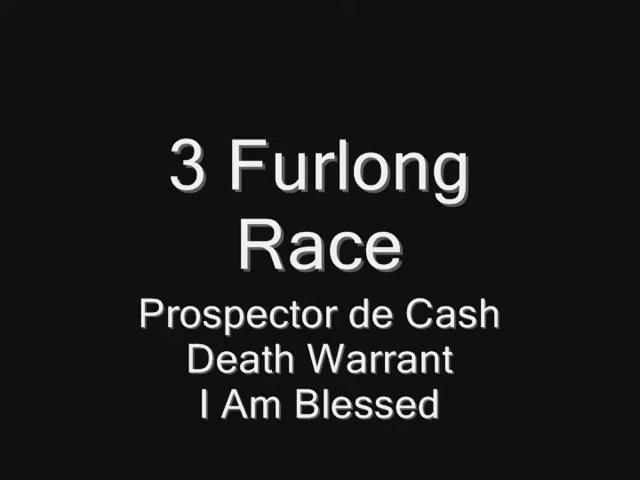 3 Furlong
Race
Prospector de Cash
Death Warrant
I Am Blessed